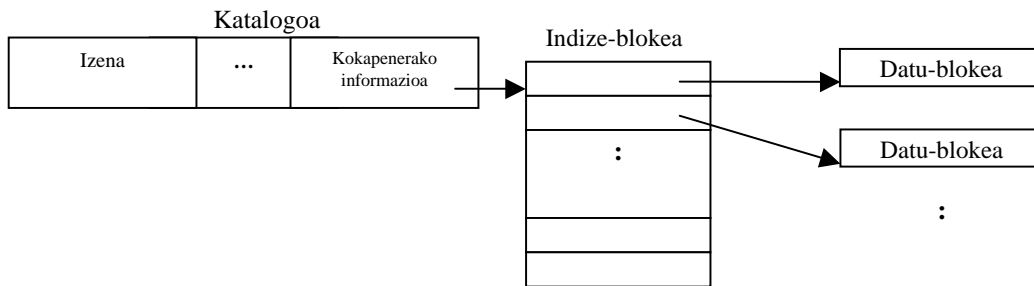 Katalogoa
Izena
...
Kokapenerako
informazioa
Indize-blokea
:
Datu-blokea
Datu-blokea
: